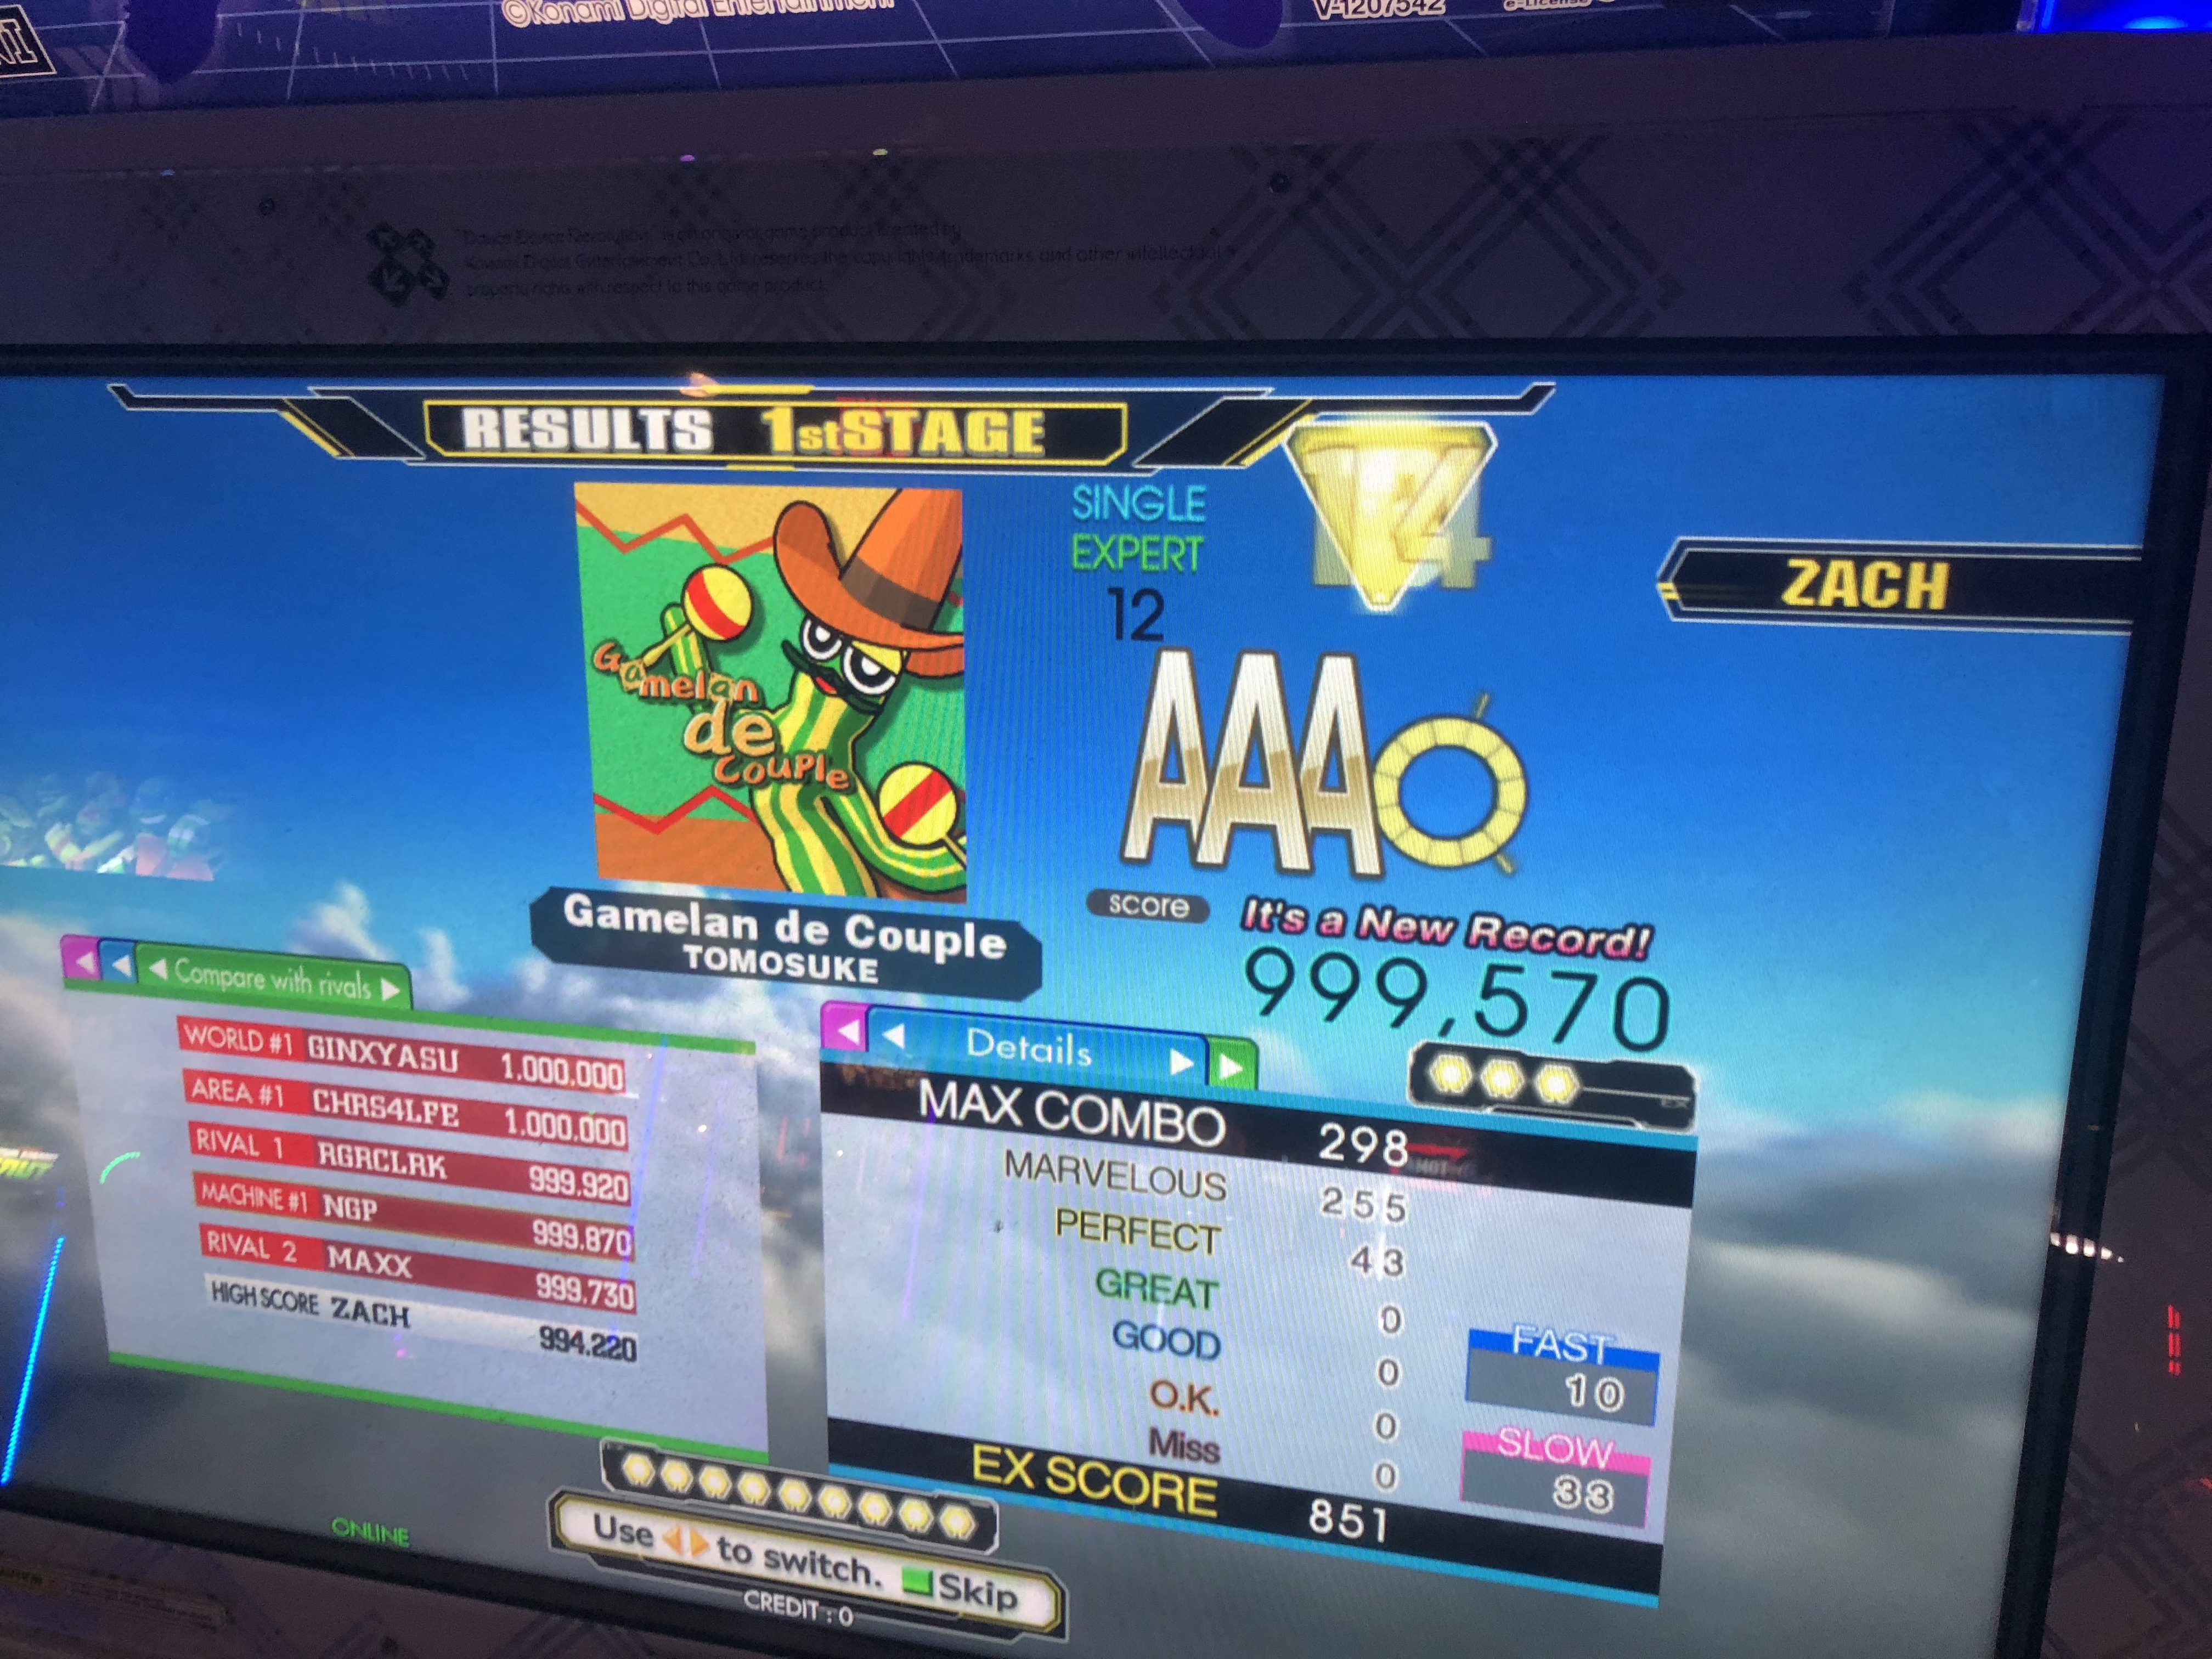 ©Konami Digital Entertainment
V-1207542
"Dance Dance Revolution" is an original game product created by
Konami Digital Entertainment Co., Ltd. reserves the copyrights, trademarks and other intellectual
property rights with respect to this game product.
RESULTS 1st STAGE
SINGLE
EXPERT
12
ZACH
Gamelan
de
Couple
AAA
Gamelan de Couple
TOMOSUKE
score
It's a New Record!
999,570
Compare with rivals
WORLD #1 GINXYASU 1,000,000
AREA #1 CHRS4LFE 1,000,000
RIVAL 1 RGRCLRK 999,920
MACHINE #1 NGP 999,870
RIVAL 2 MAXX 999,730
HIGH SCORE ZACH 994,220
Details
MAX COMBO 298
MARVELOUS 255
PERFECT 43
GREAT 0
GOOD 0
O.K. 0
Miss 0
EX SCORE 851
FAST
10
SLOW
33
ONLINE
Use to switch. Skip
CREDIT : 0